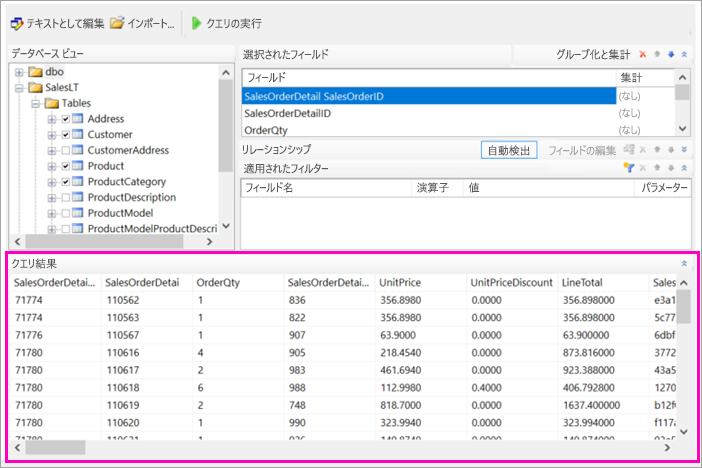 テキストとして編集 インポート... クエリの実行
データベース ビュー
dbo
SalesLT
Tables
Address
Customer
CustomerAddress
Product
ProductCategory
ProductDescription
ProductModel
ProductModelProductDescri
選択されたフィールド グループ化と集計
フィールド 集計
SalesOrderDetail SalesOrderID (なし)
SalesOrderDetailID (なし)
OrderQty (なし)
リレーションシップ 自動検出 フィールドの編集
適用されたフィルター
フィールド名 演算子 値 パラメーター
クエリ結果
SalesOrderDetai... SalesOrderDetai OrderQty SalesOrderDetai... UnitPrice UnitPriceDiscount LineTotal Sales
71774 110562 1 836 356.8980 0.0000 356.898000 e3a1
71774 110563 1 822 356.8980 0.0000 356.898000 5c77
71776 110567 1 907 63.9000 0.0000 63.900000 6dbf
71780 110616 4 905 218.4540 0.0000 873.816000 3772
71780 110617 2 983 461.6940 0.0000 923.388000 43a5
71780 110618 6 988 112.9980 0.4000 406.792800 1270
71780 110619 2 748 818.7000 0.0000 1637.400000 b12f
71780 110620 1 990 323.9940 0.0000 323.994000 f117